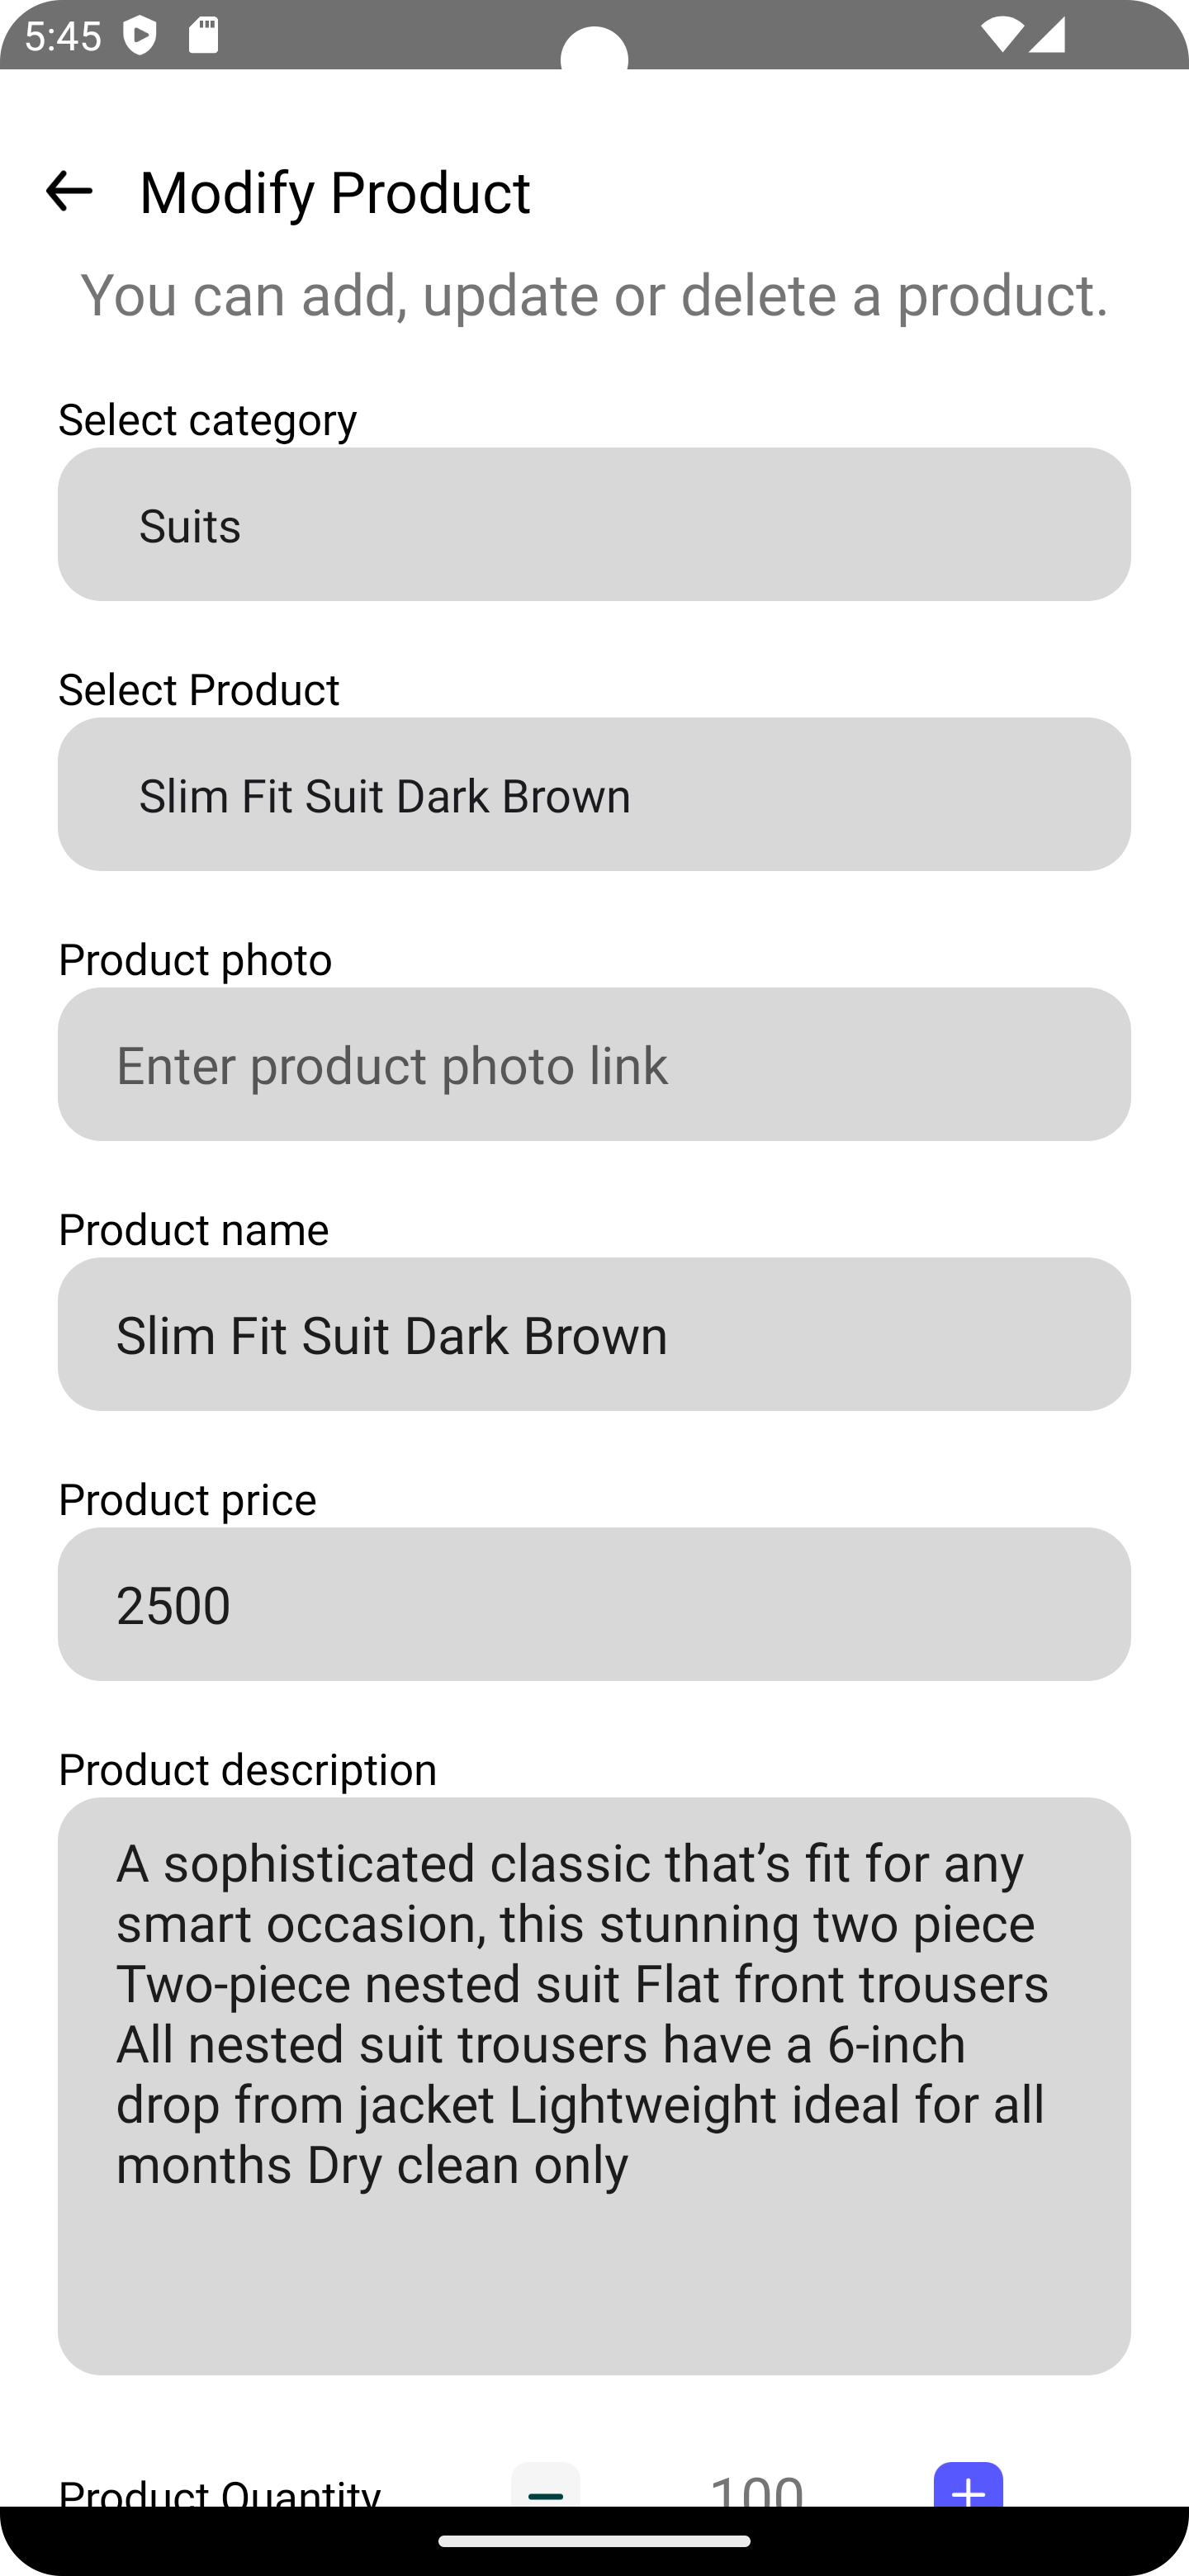 5:45
Modify Product
You can add, update or delete a product.
Select category
Suits
Select Product
Slim Fit Suit Dark Brown
Product photo
Enter product photo link
Product name
Slim Fit Suit Dark Brown
Product price
2500
Product description
A sophisticated classic that’s fit for any
smart occasion, this stunning two piece
Two-piece nested suit Flat front trousers
All nested suit trousers have a 6-inch
drop from jacket Lightweight ideal for all
months Dry clean only
Product Quantity 100